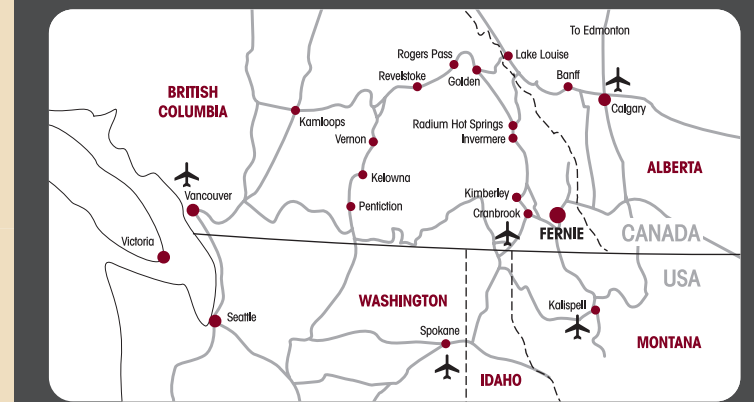 To Edmonton
Rogers Pass
Lake Louise
Revelstoke
Golden
Banff
BRITISH
COLUMBIA
Calgary
Kamloops
Radium Hot Springs
Vernon
Invermere
ALBERTA
Kelowna
Kimberley
Vancouver
Pentiction
Cranbrook
FERNIE
CANADA
Victoria
USA
WASHINGTON
Kalispell
Seattle
Spokane
MONTANA
IDAHO